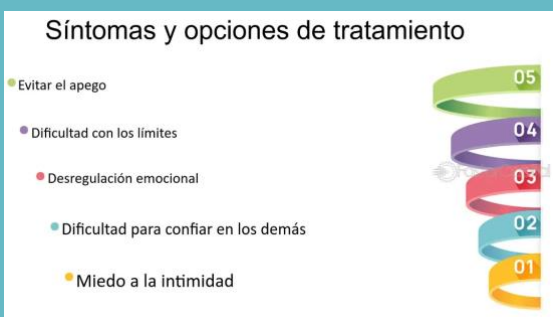 Síntomas y opciones de tratamiento
Evitar el apego
Dificultad con los límites
Desregulación emocional
Dificultad para confiar en los demás
Miedo a la intimidad
05
04
03
02
01